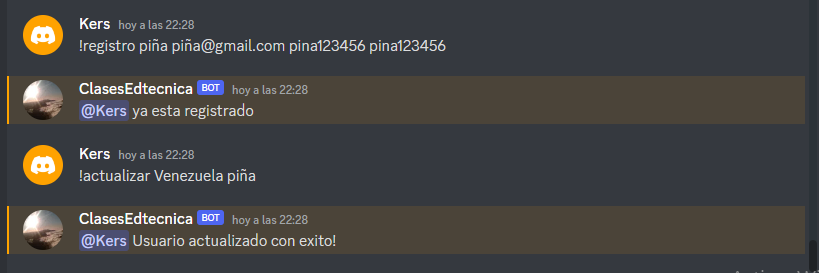 Kers hoy a las 22:28
!registro piña piña@gmail.com pina123456 pina123456
ClasesEdtecnica BOT hoy a las 22:28
@Kers ya esta registrado
Kers hoy a las 22:28
!actualizar Venezuela piña
ClasesEdtecnica BOT hoy a las 22:28
@Kers Usuario actualizado con exito!